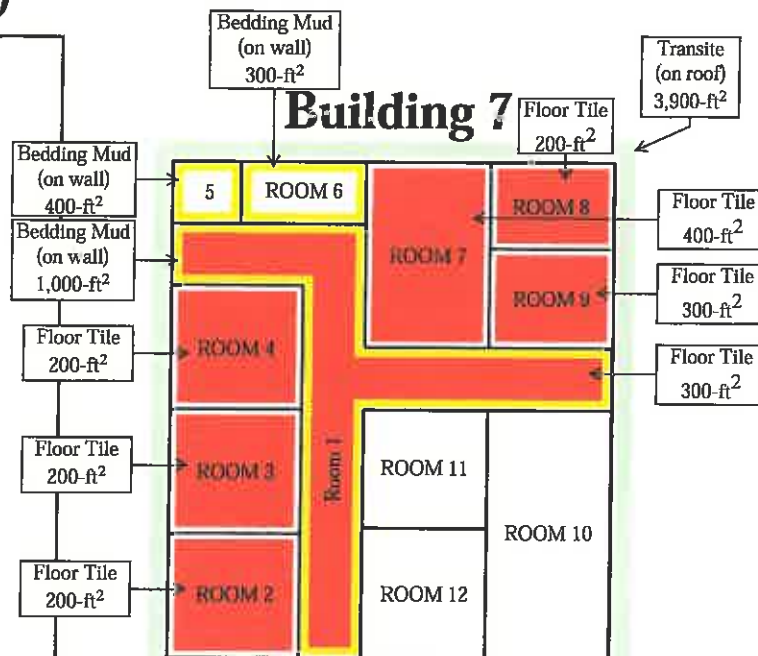 Bedding Mud
(on wall)
300-ft²
Transite
(on roof)
3,900-ft²
Building 7
Floor Tile
200-ft²
Bedding Mud
(on wall)
400-ft²
5
ROOM 6
ROOM 7
ROOM 8
Floor Tile
400-ft²
Bedding Mud
(on wall)
1,000-ft²
ROOM 9
Floor Tile
300-ft²
Floor Tile
200-ft²
ROOM 4
Floor Tile
300-ft²
Floor Tile
200-ft²
ROOM 3
Room 1
ROOM 11
ROOM 10
Floor Tile
200-ft²
ROOM 2
ROOM 12